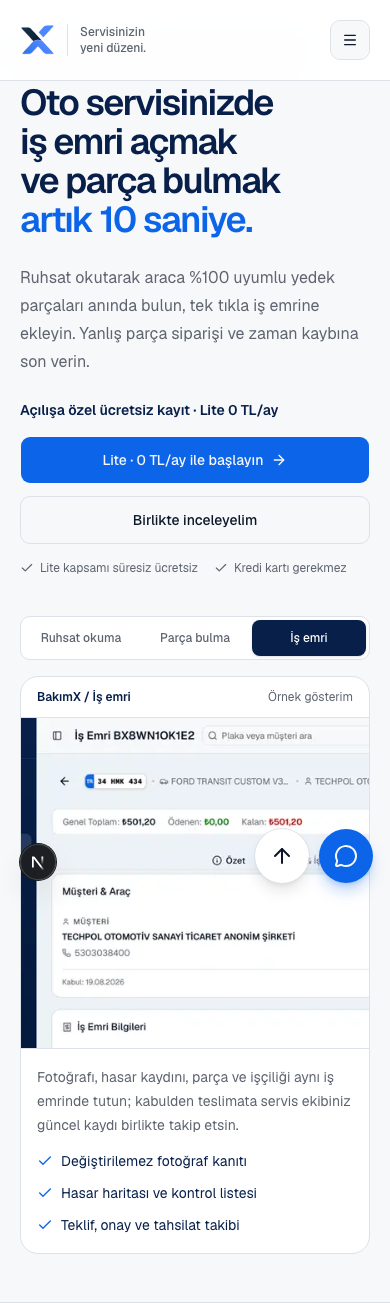 Servisinizin
yeni düzeni.
Oto servisinizde
iş emri açmak
ve parça bulmak
artık 10 saniye.
Ruhsat okutarak araca %100 uyumlu yedek
parçaları anında bulun, tek tıkla iş emrine
ekleyin. Yanlış parça siparişi ve zaman kaybına
son verin.
Açılışa özel ücretsiz kayıt · Lite 0 TL/ay
Lite · 0 TL/ay ile başlayın
Birlikte inceleyelim
Lite kapsamı süresiz ücretsiz
Kredi kartı gerekmez
Ruhsat okuma
Parça bulma
İş emri
BakımX / İş emri
Örnek gösterim
İş Emri BX8WN1OK1E2
Plaka veya müşteri ara
TR 34 HMK 434
FORD TRANSIT CUSTOM V3...
TECHPOL OTO
Genel Toplam: ₺501,20 Ödenen: ₺0,00 Kalan: ₺501,20
Özet
Müşteri & Araç
MÜŞTERİ
TECHPOL OTOMOTİV SANAYİ TİCARET ANONİM ŞİRKETİ
5303038400
Kabul: 19.08.2026
İş Emri Bilgileri
Fotoğrafı, hasar kaydını, parça ve işçiliği aynı iş
emrinde tutun; kabulden teslimata servis ekibiniz
güncel kaydı birlikte takip etsin.
Değiştirilemez fotoğraf kanıtı
Hasar haritası ve kontrol listesi
Teklif, onay ve tahsilat takibi